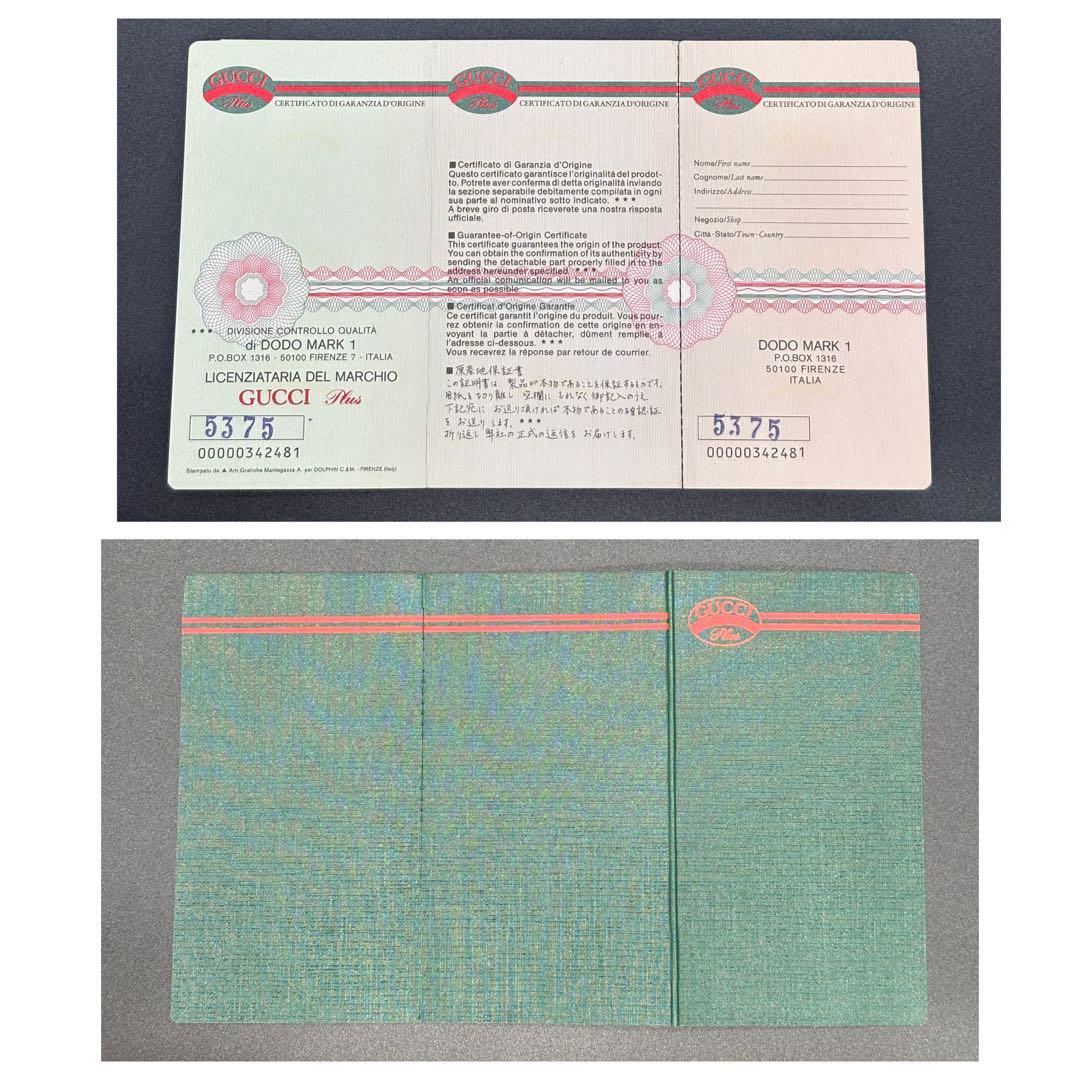 GUCCI
Plus
CERTIFICATO DI GARANZIA D'ORIGINE
★★★ DIVISIONE CONTROLLO QUALITÀ
di DODO MARK 1
P.O.BOX 1316 - 50100 FIRENZE 7 - ITALIA
LICENZIATARIA DEL MARCHIO
GUCCI Plus
5375
00000342481
Stampato da ▲ Arti Grafiche Mantegazza A. per DOLPHIN C.&M. - FIRENZE (Italy)
GUCCI
Plus
CERTIFICATO DI GARANZIA D'ORIGINE
■ Certificato di Garanzia d'Origine
Questo certificato garantisce l'originalità del prodot-
to. Potrete aver conferma di detta originalità inviando
la sezione separabile debitamente compilata in ogni
sua parte al nominativo sotto indicato. ★★★
A breve giro di posta riceverete una nostra risposta
ufficiale.
■ Guarantee-of-Origin Certificate
This certificate guarantees the origin of the product.
You can obtain the confirmation of its authenticity by
sending the detachable part properly filled in to the
address hereunder specified. ★★★
An official comunication will be mailed to you as
soon as possible.
■ Certificat d'Origine Garantie
Ce certificat garantit l'origine du produit. Vous pour-
rez obtenir la confirmation de cette origine en en-
voyant la partie à détacher, dûment remplie, à
l'adresse ci-dessous. ★★★
Vous recevrez la réponse par retour de courrier.
■ 原産地保証書
この証明書は 製品が本物であることを保証するものです。
用紙を切り離し 空欄に もれなく御記入のうえ
下記宛に お送り頂ければ本物であることの確認証
を お送り します。★★★
折り返し 弊社の正式の返信を お届けします。
GUCCI
Plus
CERTIFICATO DI GARANZIA D'ORIGINE
Nome/First name
Cognome/Last name
Indirizzo/Address
Negozio/Shop
Città-Stato/Town-Country
DODO MARK 1
P.O.BOX 1316
50100 FIRENZE
ITALIA
5375
00000342481
GUCCI
Plus